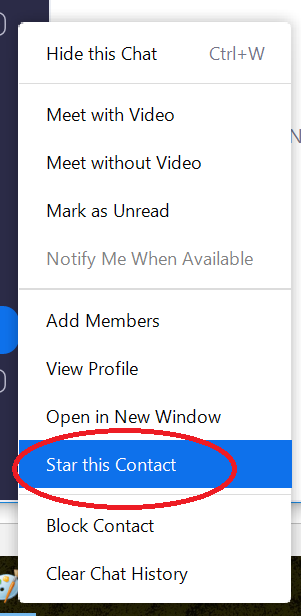 Hide this Chat Ctrl+W
Meet with Video
Meet without Video
Mark as Unread
Notify Me When Available
Add Members
View Profile
Open in New Window
Star this Contact
Block Contact
Clear Chat History